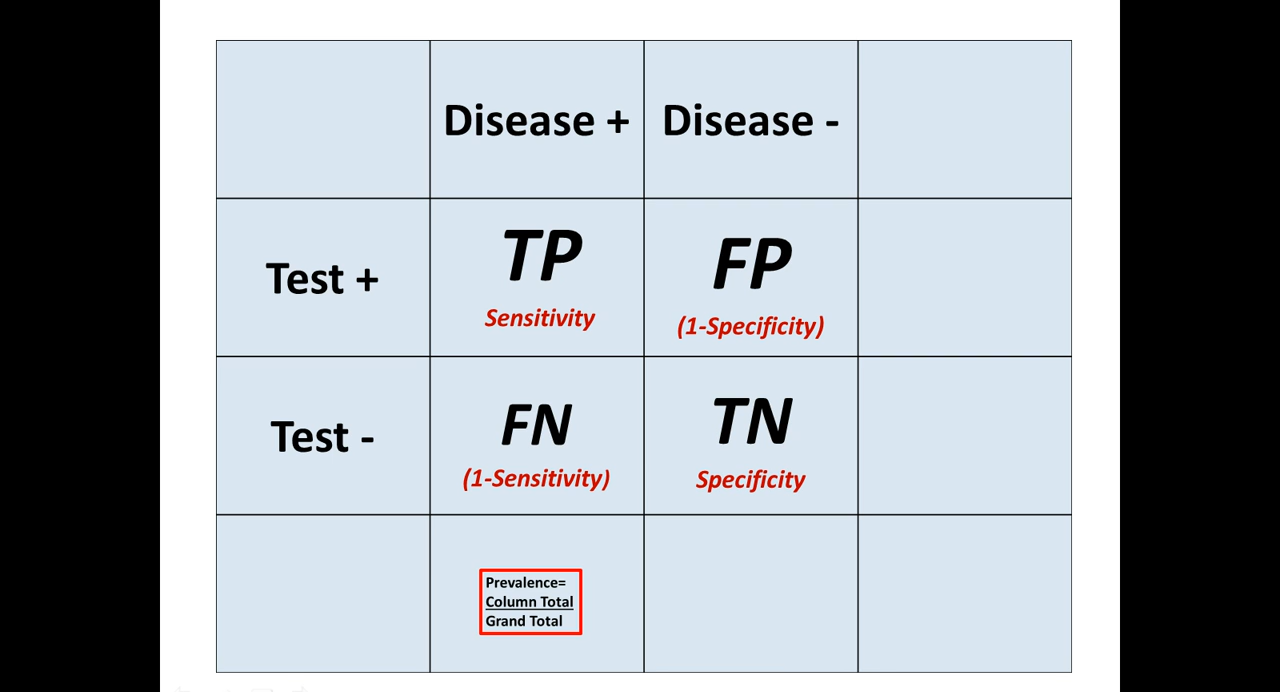 Disease +
Disease -
Test +
TP
Sensitivity
FP
(1-Specificity)
Test -
FN
(1-Sensitivity)
TN
Specificity
Prevalence=
Column Total
Grand Total